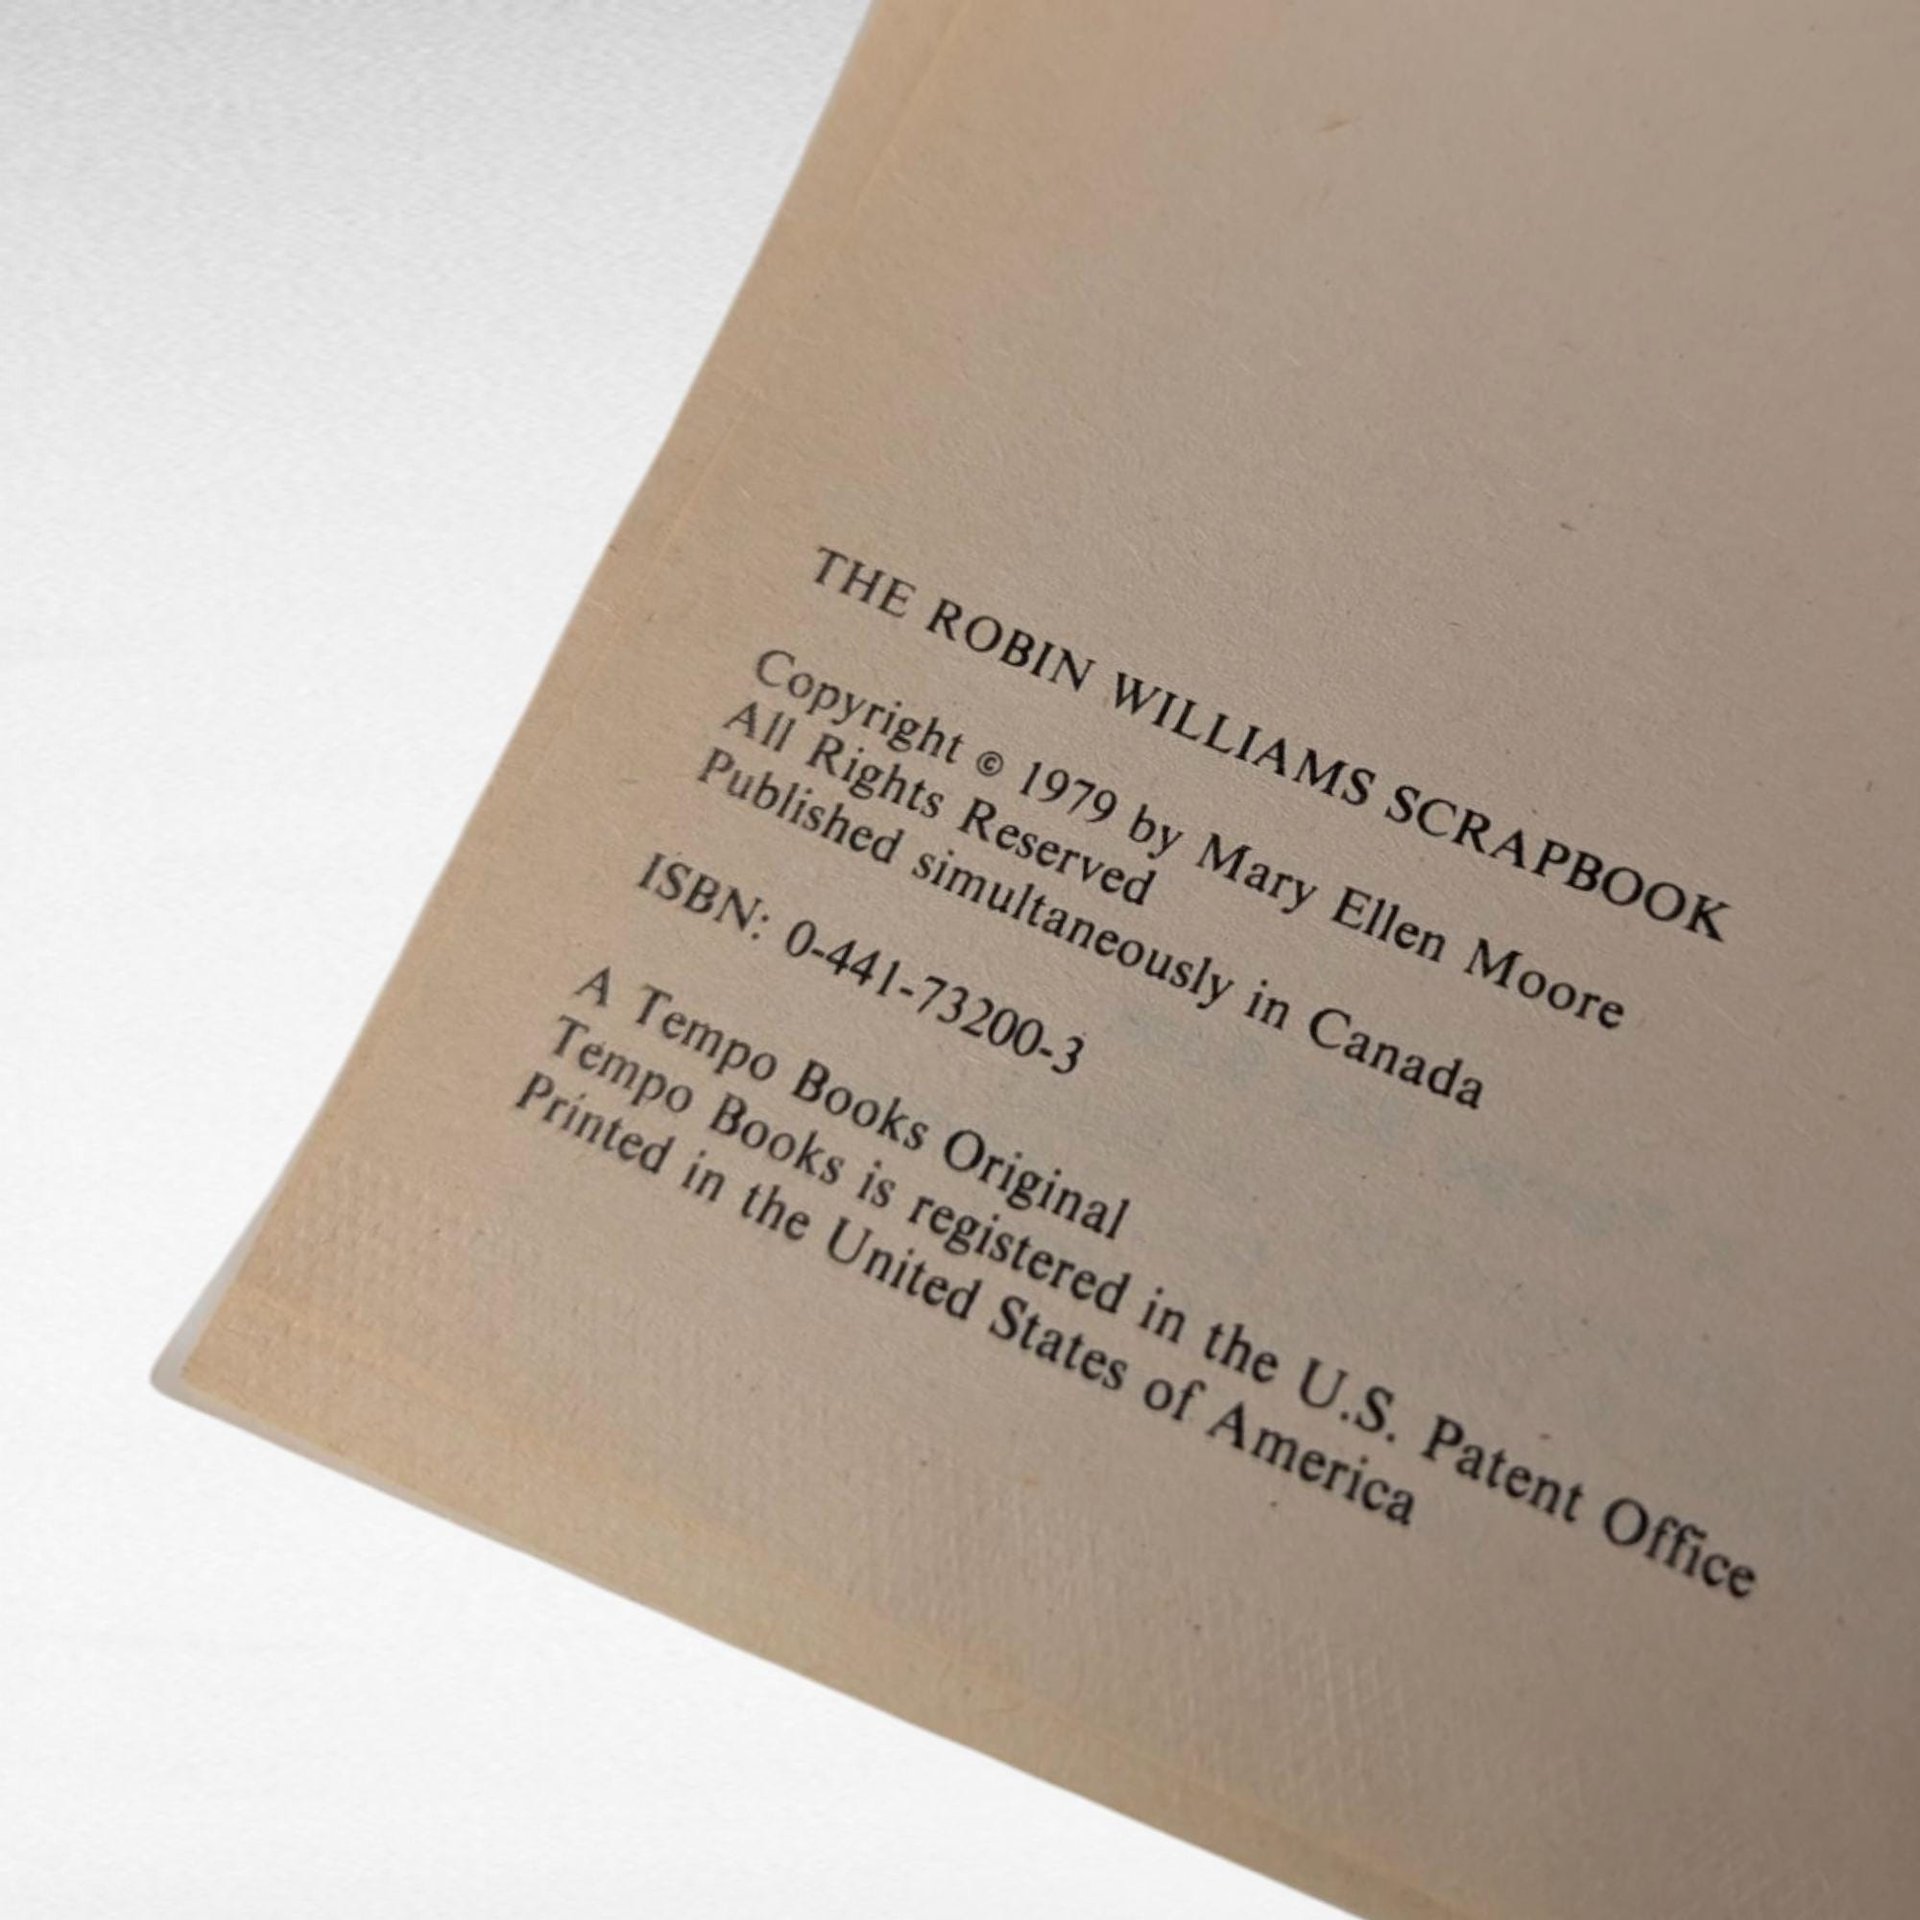 THE ROBIN WILLIAMS SCRAPBOOK
Copyright © 1979 by Mary Ellen Moore
All Rights Reserved
Published simultaneously in Canada
ISBN: 0-441-73200-3
A Tempo Books Original
Tempo Books is registered in the U.S. Patent Office
Printed in the United States of America